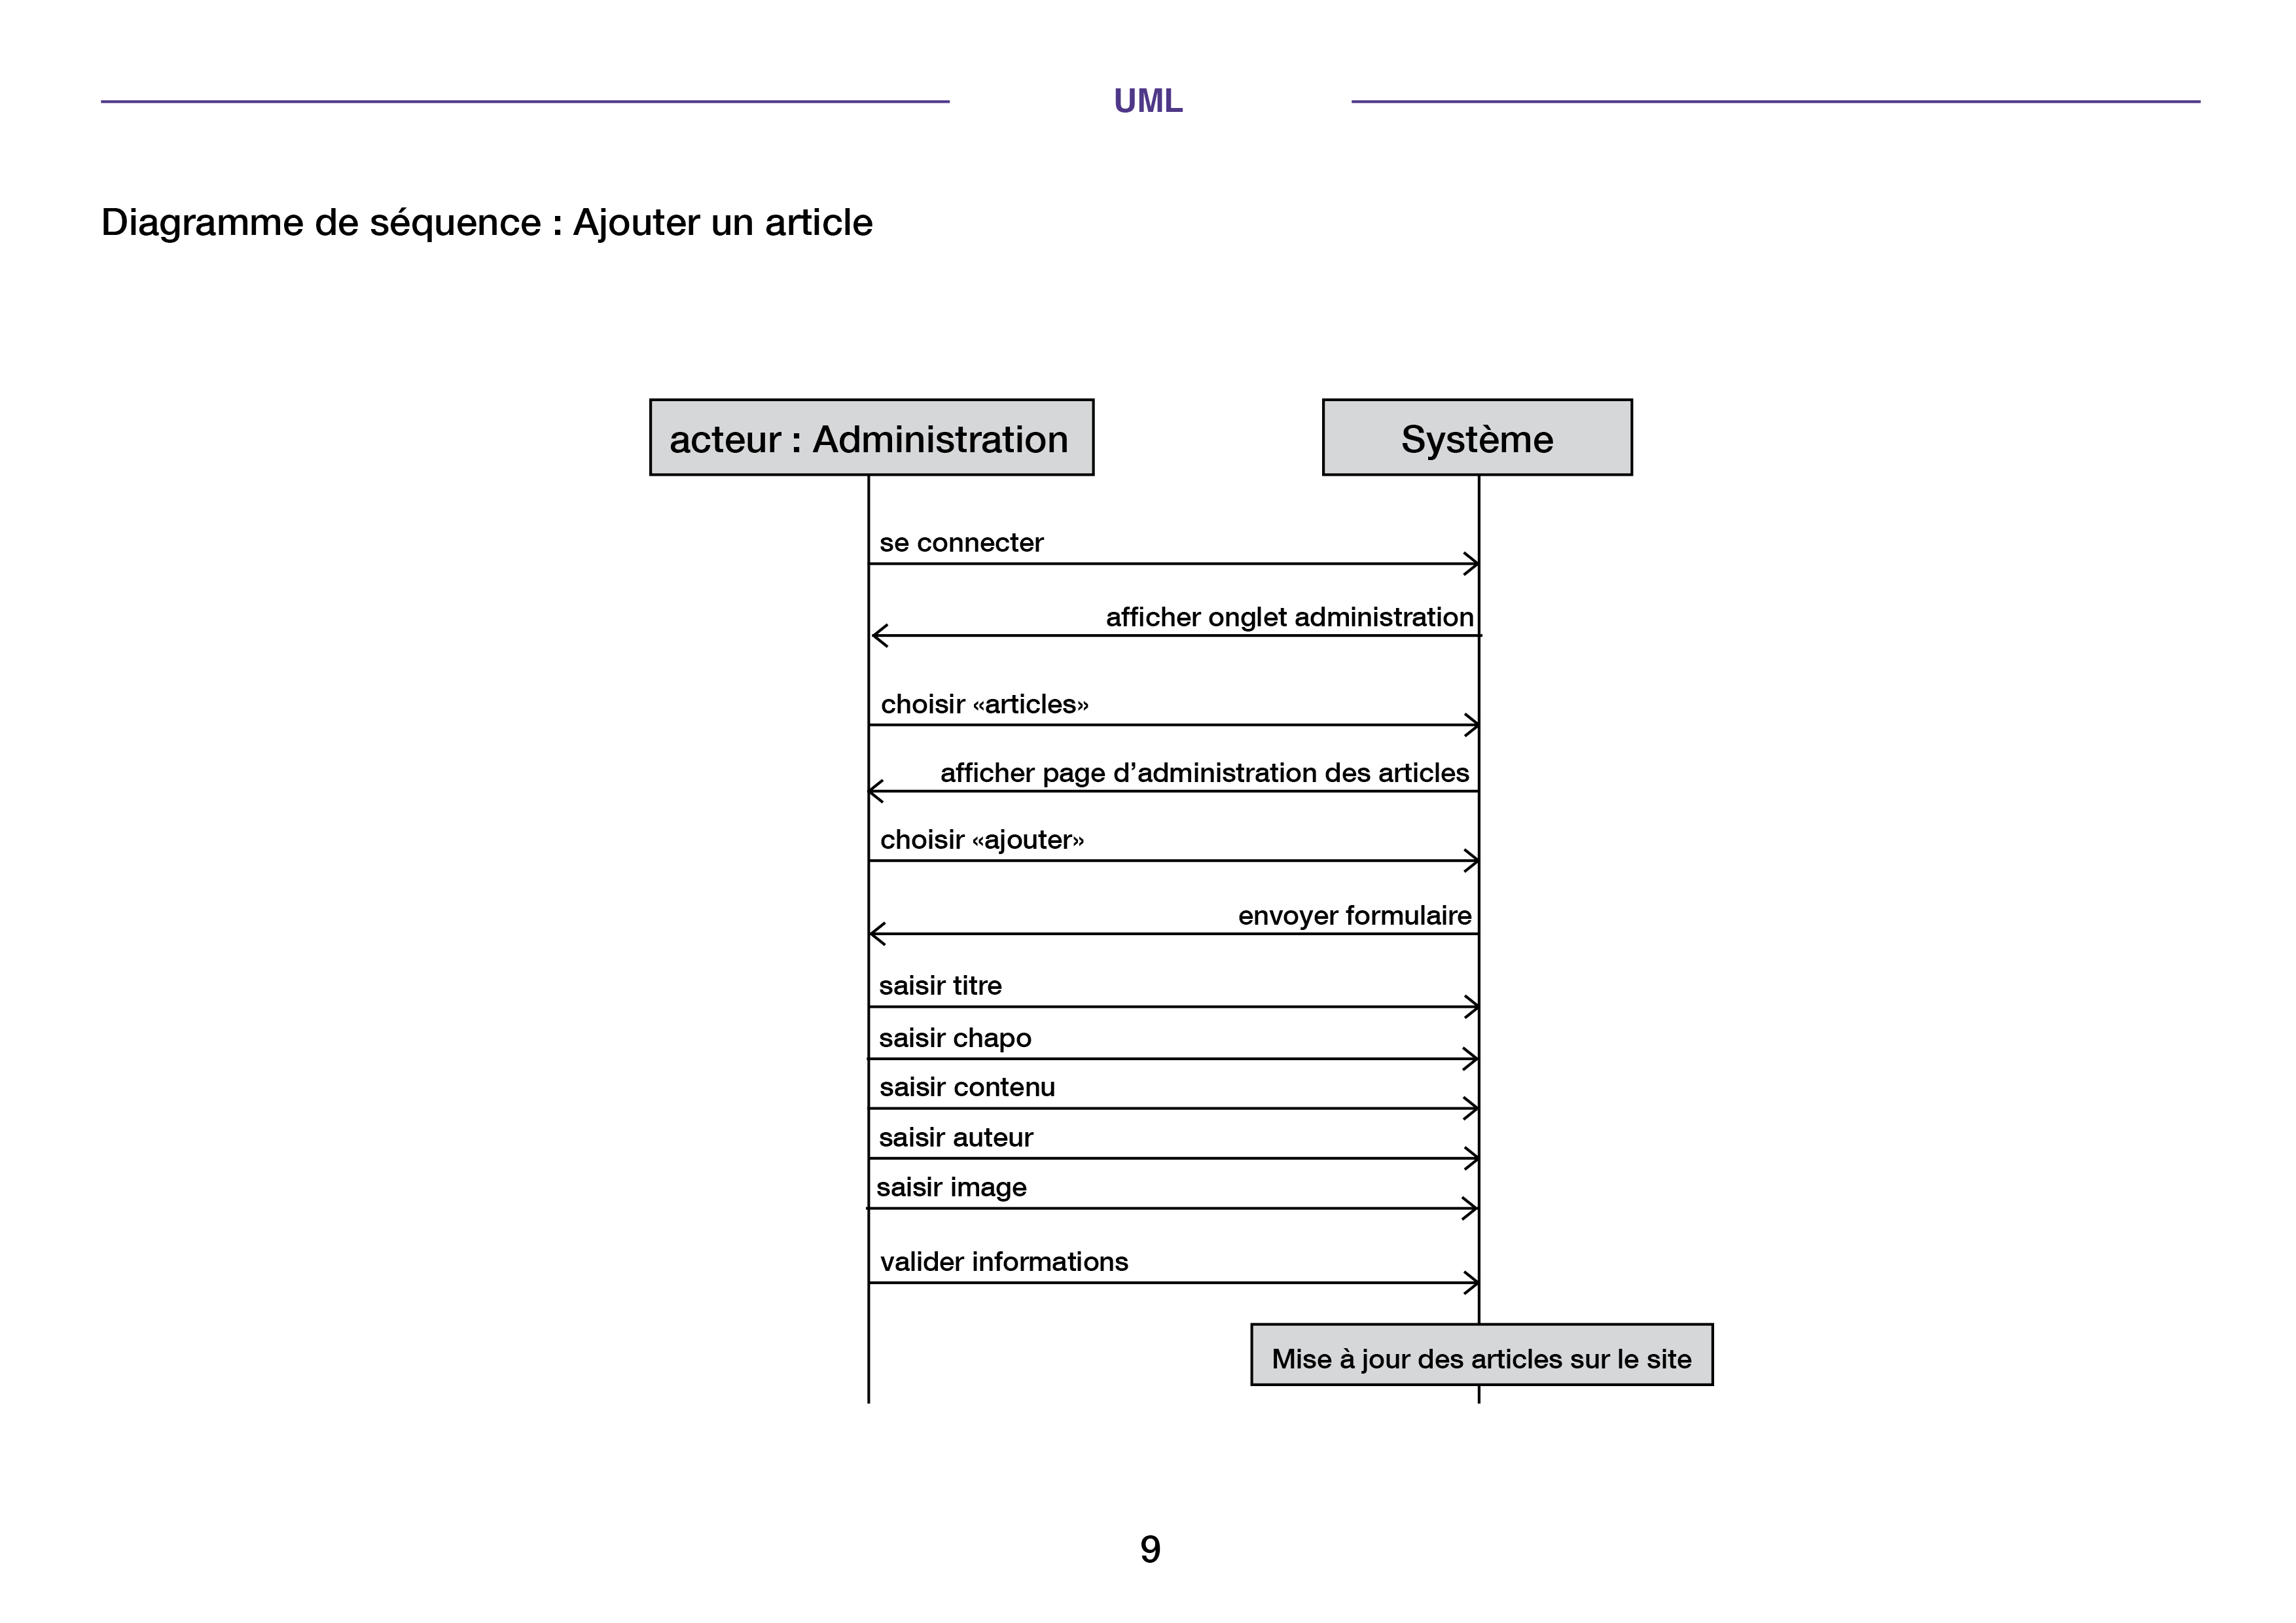 UML
Diagramme de séquence : Ajouter un article
acteur : Administration
Système
se connecter
afficher onglet administration
choisir «articles»
afficher page d’administration des articles
choisir «ajouter»
envoyer formulaire
saisir titre
saisir chapo
saisir contenu
saisir auteur
saisir image
valider informations
Mise à jour des articles sur le site
9